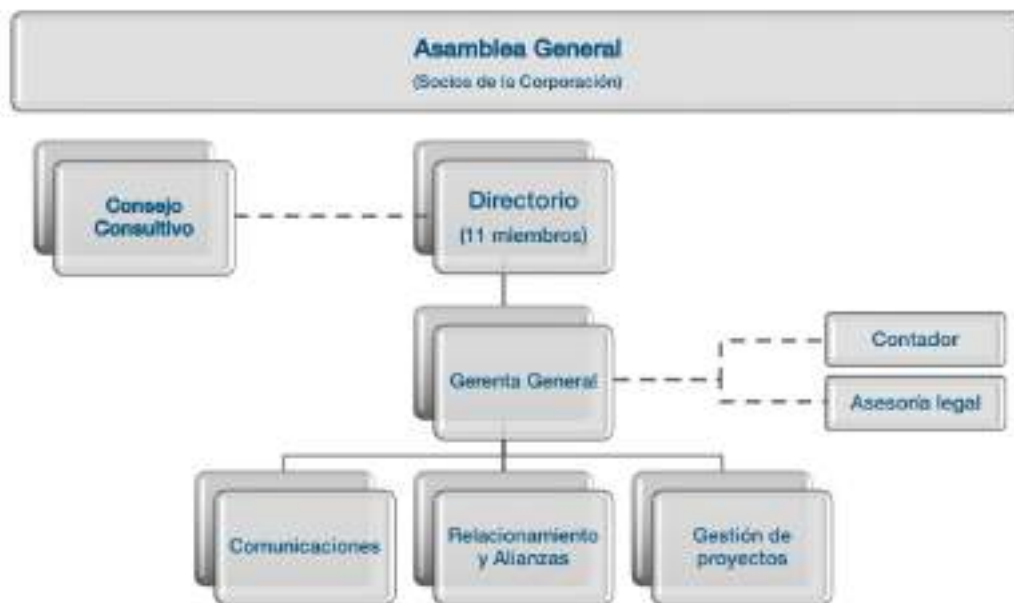 Asamblea General
(Socios de la Corporación)
Consejo
Consultivo
Directorio
(11 miembros)
Gerenta General
Contador
Asesoría legal
Comunicaciones
Relacionamiento
y Alianzas
Gestión de
proyectos